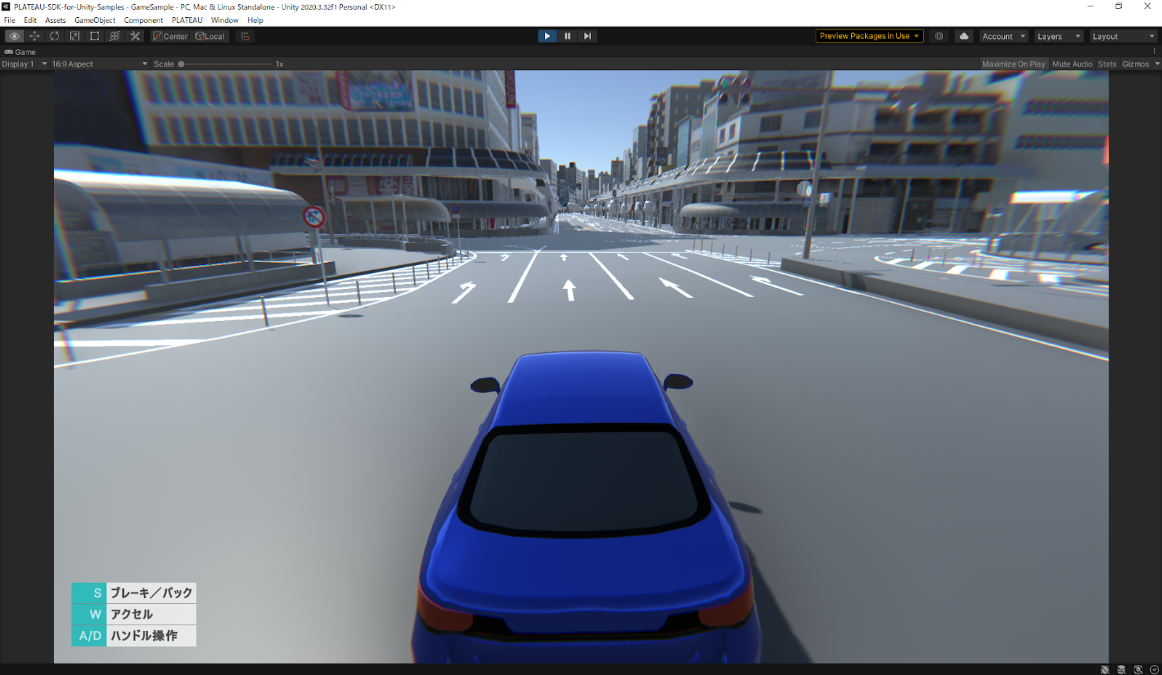 PLATEAU-SDK-for-Unity-Samples - GameSample - PC, Mac & Linux Standalone - Unity 2020.3.32f1 Personal <DX11>
File Edit Assets GameObject Component PLATEAU Window Help
Center Local Preview Packages in Use Account Layers Layout
Game
Display 1 16:9 Aspect Scale 1x Maximize On Play Mute Audio Stats Gizmos
S ブレーキ／バック
W アクセル
A/D ハンドル操作